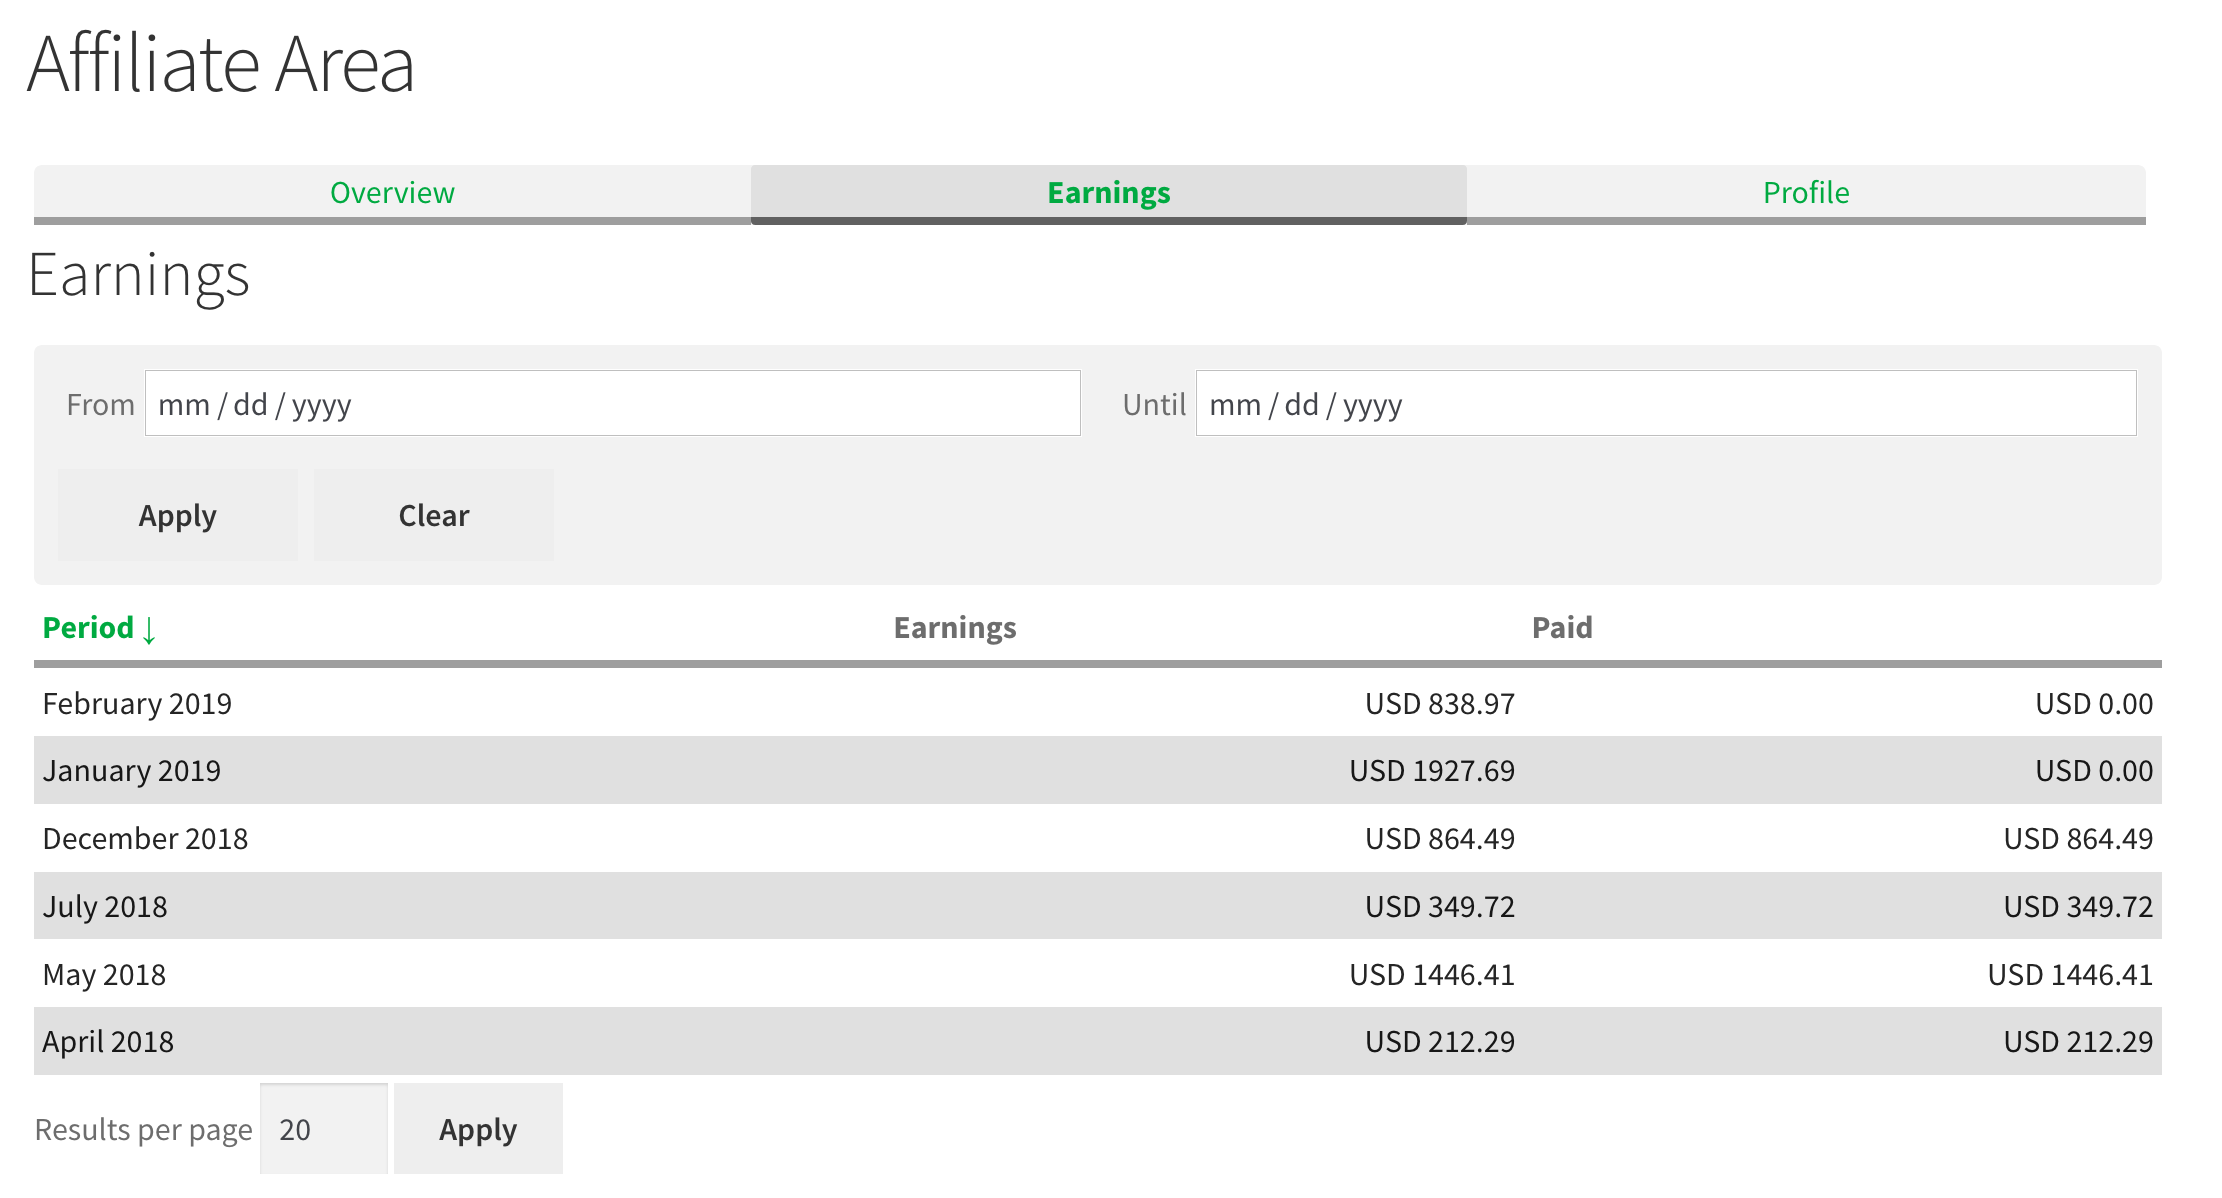 Affiliate Area
Overview Earnings Profile
Earnings
From mm / dd / yyyy Until mm / dd / yyyy
Apply Clear
Period ↓ Earnings Paid
February 2019 USD 838.97 USD 0.00
January 2019 USD 1927.69 USD 0.00
December 2018 USD 864.49 USD 864.49
July 2018 USD 349.72 USD 349.72
May 2018 USD 1446.41 USD 1446.41
April 2018 USD 212.29 USD 212.29
Results per page 20 Apply